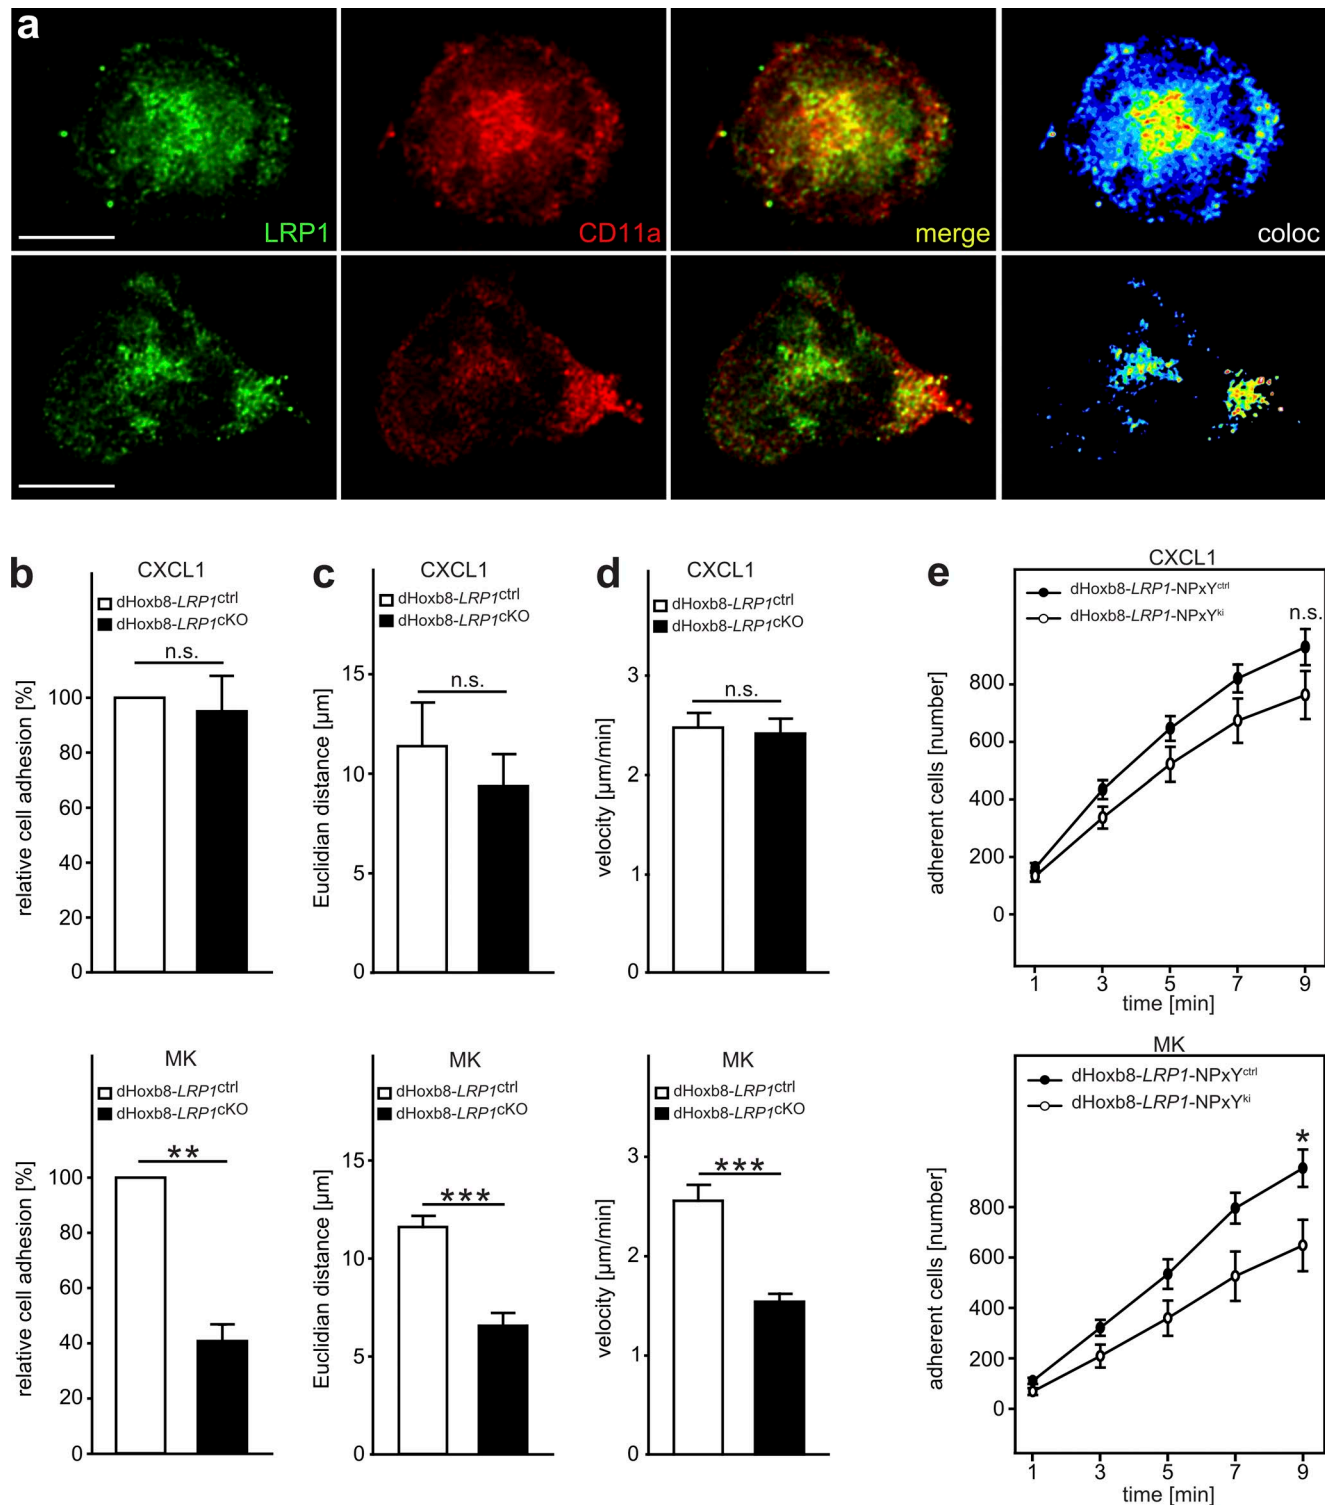 a
LRP1
CD11a
merge
coloc
b
CXCL1
dHoxb8-LRP1ctrl
dHoxb8-LRP1cKO
n.s.
relative cell adhesion [%]
100
80
60
40
20
0
c
CXCL1
dHoxb8-LRP1ctrl
dHoxb8-LRP1cKO
n.s.
Euclidian distance [µm]
15
10
5
0
d
CXCL1
dHoxb8-LRP1ctrl
dHoxb8-LRP1cKO
n.s.
velocity [µm/min]
3
2
1
0
e
CXCL1
dHoxb8-LRP1-NPxYctrl
dHoxb8-LRP1-NPxYki
n.s.
adherent cells [number]
800
600
400
200
0
1 3 5 7 9
time [min]
MK
dHoxb8-LRP1ctrl
dHoxb8-LRP1cKO
**
relative cell adhesion [%]
100
80
60
40
20
0
MK
dHoxb8-LRP1ctrl
dHoxb8-LRP1cKO
***
Euclidian distance [µm]
15
10
5
0
MK
dHoxb8-LRP1ctrl
dHoxb8-LRP1cKO
***
velocity [µm/min]
3
2
1
0
MK
dHoxb8-LRP1-NPxYctrl
dHoxb8-LRP1-NPxYki
*
adherent cells [number]
800
600
400
200
0
1 3 5 7 9
time [min]